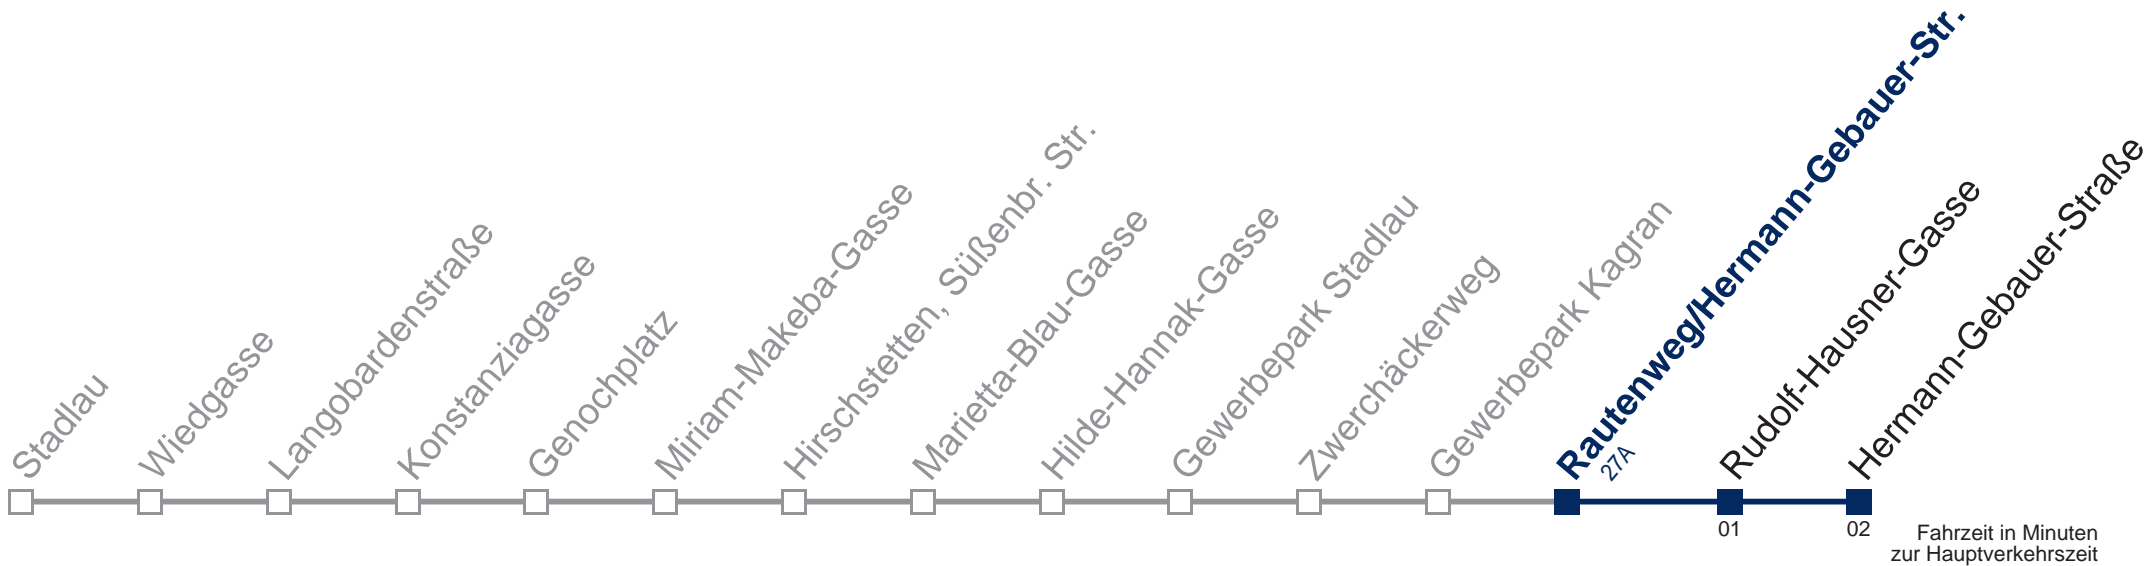 Stadlau
Wiedgasse
Langobardenstraße
Konstanziagasse
Genochplatz
Miriam-Makeba-Gasse
Hirschstetten, Süßenbr. Str.
Marietta-Blau-Gasse
Hilde-Hannak-Gasse
Gewerbepark Stadlau
Zwerchäckerweg
Gewerbepark Kagran
Rautenweg/Hermann-Gebauer-Str.
27A
Rudolf-Hausner-Gasse
Hermann-Gebauer-Straße
01
02
Fahrzeit in Minuten
zur Hauptverkehrszeit